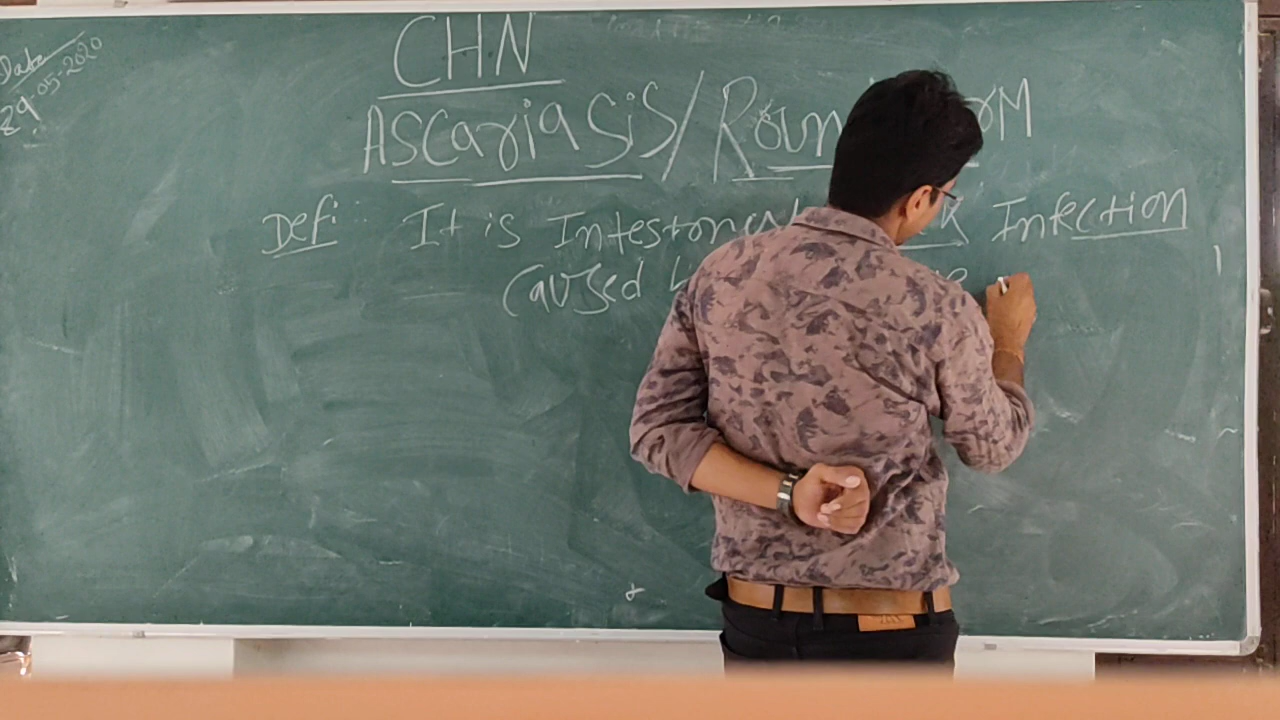 Date
29-05-2020
CHN
Ascariasis/Roun
Def: It is Intestonal Infection
Caused